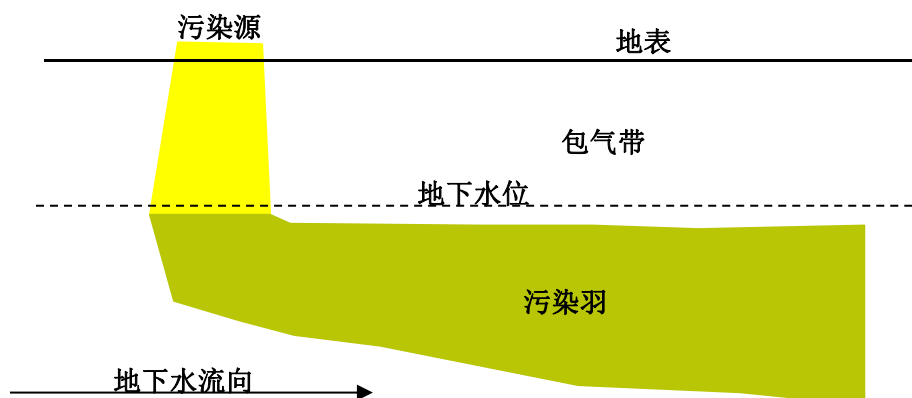 污染源
地表
包气带
地下水位
污染羽
地下水流向